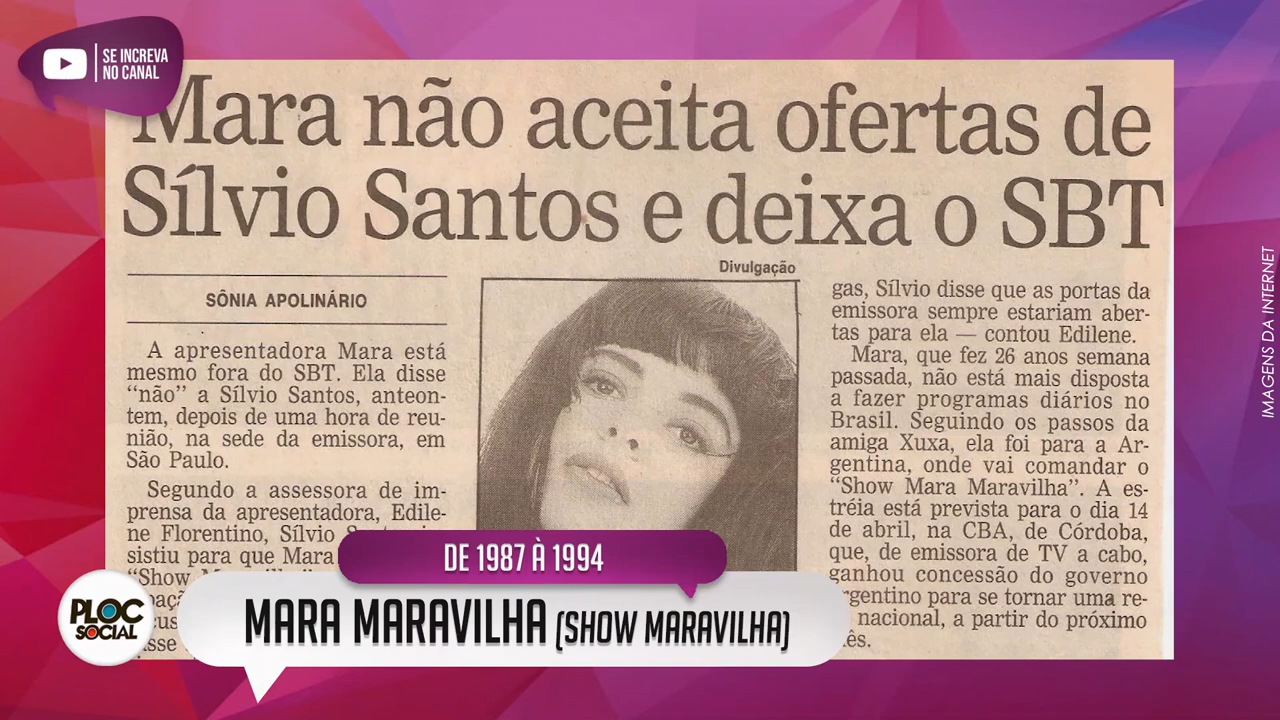 SE INCREVA
NO CANAL
Mara não aceita ofertas de
Sílvio Santos e deixa o SBT
SÔNIA APOLINÁRIO
A apresentadora Mara está
mesmo fora do SBT. Ela disse
“não” a Sílvio Santos, anteon-
tem, depois de uma hora de reu-
nião, na sede da emissora, em
São Paulo.
Segundo a assessora de im-
prensa da apresentadora, Edile-
ne Florentino, Sílvio
sistiu para que Mara
“Show
Divulgação
gas, Sílvio disse que as portas da
emissora sempre estariam aber-
tas para ela — contou Edilene.
Mara, que fez 26 anos semana
passada, não está mais disposta
a fazer programas diários no
Brasil. Seguindo os passos da
amiga Xuxa, ela foi para a Ar-
gentina, onde vai comandar o
“Show Mara Maravilha”. A es-
tréia está prevista para o dia 14
de abril, na CBA, de Córdoba,
que, de emissora de TV a cabo,
ganhou concessão do governo
rgentino para se tornar uma re-
nacional, a partir do próximo
ês.
DE 1987 À 1994
MARA MARAVILHA (SHOW MARAVILHA)
PLOC
SOCIAL
IMAGENS DA INTERNET